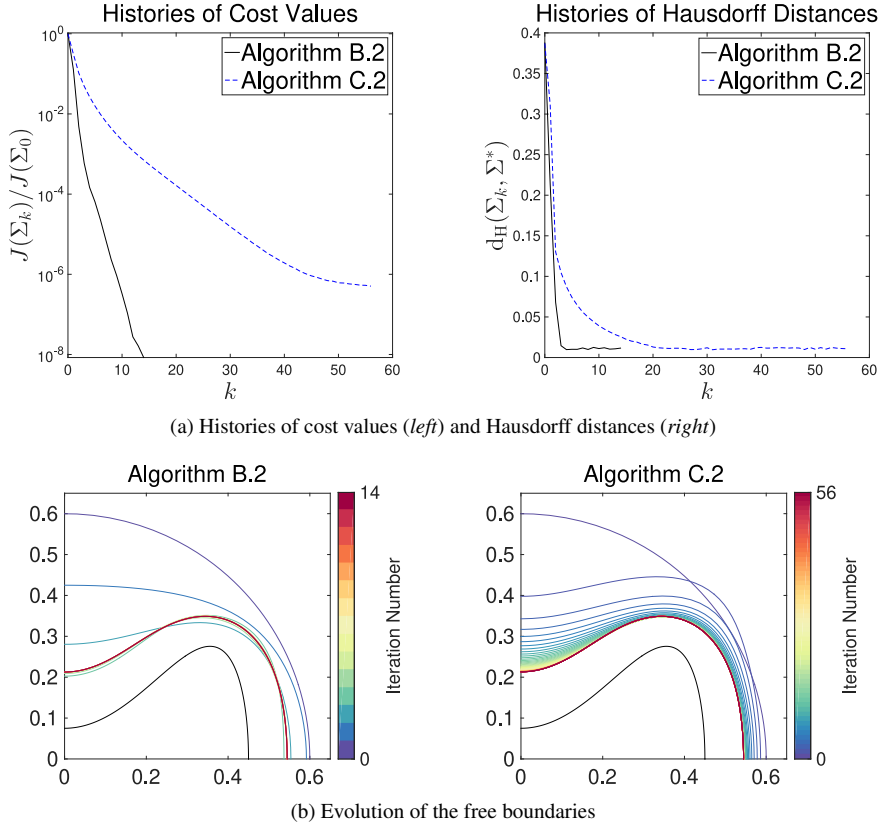 Histories of Cost Values
10^0
10^-2
10^-4
10^-6
10^-8
J(Σ_k)/J(Σ_0)
Algorithm B.2
Algorithm C.2
0 10 20 30 40 50 60
k
Histories of Hausdorff Distances
0.4
0.35
0.3
0.25
0.2
0.15
0.1
0.05
0
d_H(Σ_k, Σ^*)
Algorithm B.2
Algorithm C.2
0 10 20 30 40 50 60
k
(a) Histories of cost values (left) and Hausdorff distances (right)
Algorithm B.2
0.6
0.5
0.4
0.3
0.2
0.1
0
0 0.2 0.4 0.6
14
Iteration Number
0
Algorithm C.2
0.6
0.5
0.4
0.3
0.2
0.1
0
0 0.2 0.4 0.6
56
Iteration Number
0
(b) Evolution of the free boundaries